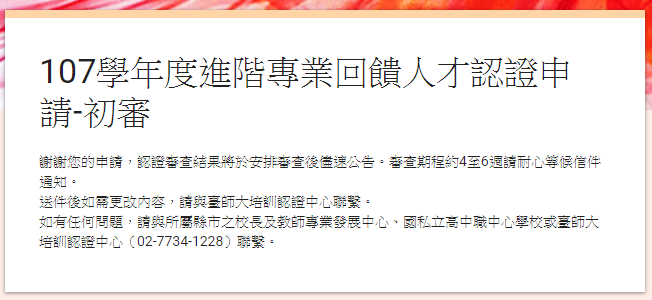 107學年度進階專業回饋人才認證申
請-初審
謝謝您的申請，認證審查結果將於安排審查後儘速公告。審查期程約4至6週請耐心等候信件
通知。
送件後如需更改內容，請與臺師大培訓認證中心聯繫。
如有任何問題，請與所屬縣市之校長及教師專業發展中心、國私立高中職中心學校或臺師大
培訓認證中心（02-7734-1228）聯繫。